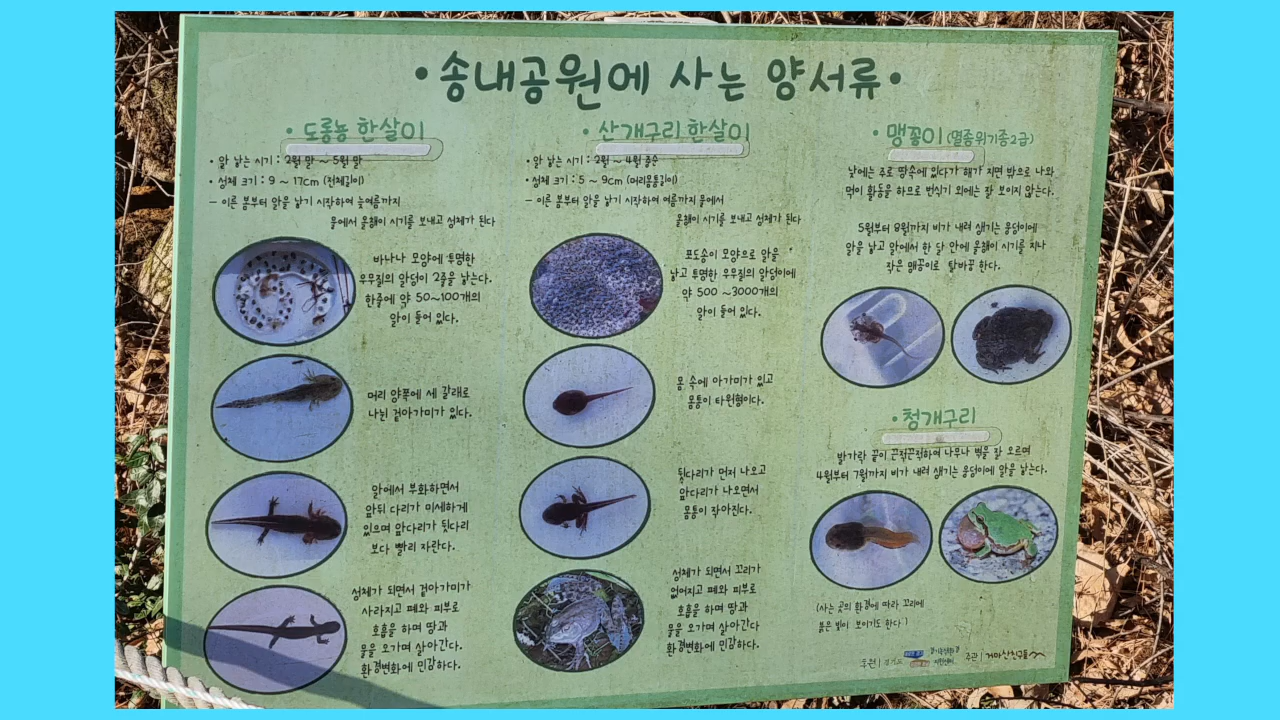 •송내공원에 사는 양서류•
• 도롱뇽 한살이
• 알 낳는 시기 : 2월 말 ~ 5월 말
• 성체 크기 : 9 ~ 17cm (전체길이)
- 이른 봄부터 알을 낳기 시작하여 늦여름까지
물에서 올챙이 시기를 보내고 성체가 된다
바나나 모양에 투명한
우무질의 알덩이 2줄을 낳는다.
한줄에 약 50~100개의
알이 들어 있다.
머리 양쪽에 세 갈래로
나뉜 겉아가미가 있다.
알에서 부화하면서
앞뒤 다리가 미세하게
있으며 앞다리가 뒷다리
보다 빨리 자란다.
성체가 되면서 겉아가미가
사라지고 폐와 피부로
호흡을 하며 땅과
물을 오가며 살아간다.
환경변화에 민감하다.
• 산개구리 한살이
• 알 낳는 시기 : 2월 ~ 4월 중순
• 성체 크기 : 5 ~ 9cm (머리몸통길이)
- 이른 봄부터 알을 낳기 시작하여 여름까지 물에서
올챙이 시기를 보내고 성체가 된다
포도송이 모양으로 알을
낳고 투명한 우무질의 알덩이에
약 500 ~3000개의
알이 들어 있다.
몸 속에 아가미가 있고
몸통이 타원형이다.
뒷다리가 먼저 나오고
앞다리가 나오면서
몸통이 작아진다.
성체가 되면서 꼬리가
없어지고 폐와 피부로
호흡을 하며 땅과
물을 오가며 살아간다
환경변화에 민감하다.
• 맹꽁이 (멸종위기종2급)
낮에는 주로 땅속에 있다가 해가 지면 밖으로 나와
먹이 활동을 하므로 번식기 외에는 잘 보이지 않는다.
5월부터 8월까지 비가 내려 생기는 웅덩이에
알을 낳고 알에서 한 달 안에 올챙이 시기를 지나
작은 맹꽁이로 탈바꿈 한다.
•청개구리
발가락 끝이 끈적끈적하여 나무나 벽을 잘 오르며
4월부터 7월까지 비가 내려 생기는 웅덩이에 알을 낳는다.
(사는 곳의 환경에 따라 꼬리에
붉은 빛이 보이기도 한다)
후원 | 경기도 주관 | 거마산친구들